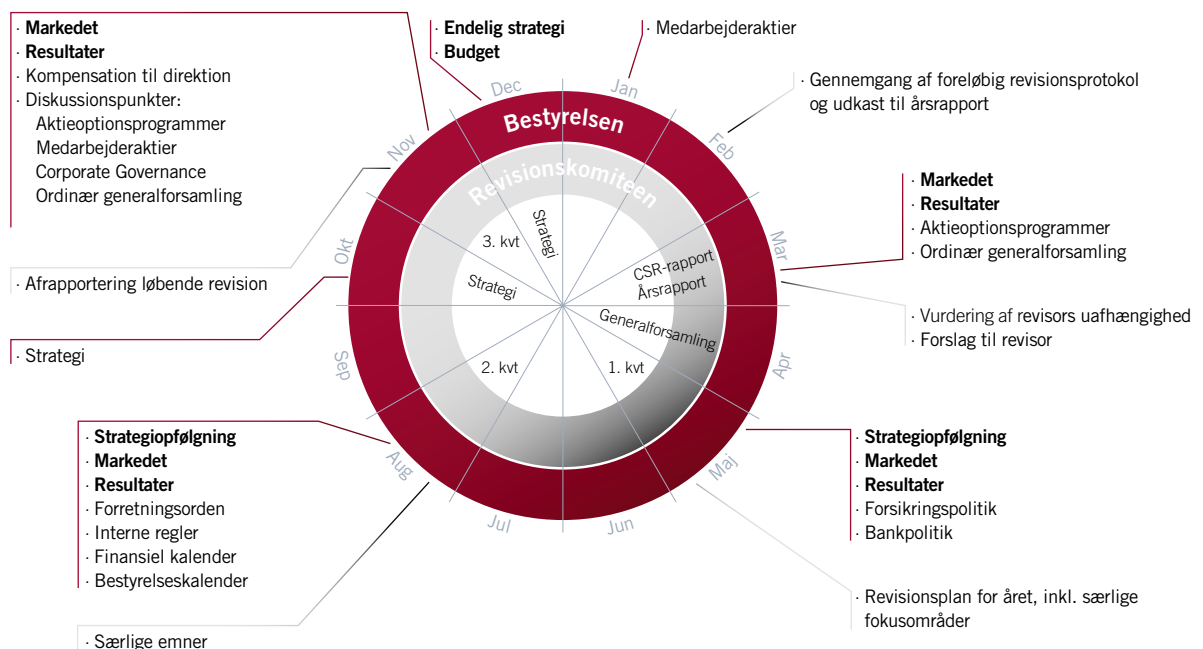 · Markedet
· Resultater
· Kompensation til direktion
· Diskussionspunkter:
Aktieoptionsprogrammer
Medarbejderaktier
Corporate Governance
Ordinær generalforsamling
· Endelig strategi
· Budget
· Medarbejderaktier
· Gennemgang af foreløbig revisionsprotokol
og udkast til årsrapport
· Markedet
· Resultater
· Aktieoptionsprogrammer
· Ordinær generalforsamling
· Vurdering af revisors uafhængighed
· Forslag til revisor
· Strategiopfølgning
· Markedet
· Resultater
· Forsikringspolitik
· Bankpolitik
· Revisionsplan for året, inkl. særlige
fokusområder
· Afrapportering løbende revision
· Strategi
· Strategiopfølgning
· Markedet
· Resultater
· Forretningsorden
· Interne regler
· Finansiel kalender
· Bestyrelseskalender
· Særlige emner
Jan
Feb
Mar
Apr
Maj
Jun
Jul
Aug
Sep
Okt
Nov
Dec
Bestyrelsen
Revisionskomiteen
Strategi
3. kvt
Strategi
2. kvt
1. kvt
Generalforsamling
CSR-rapport
Årsrapport